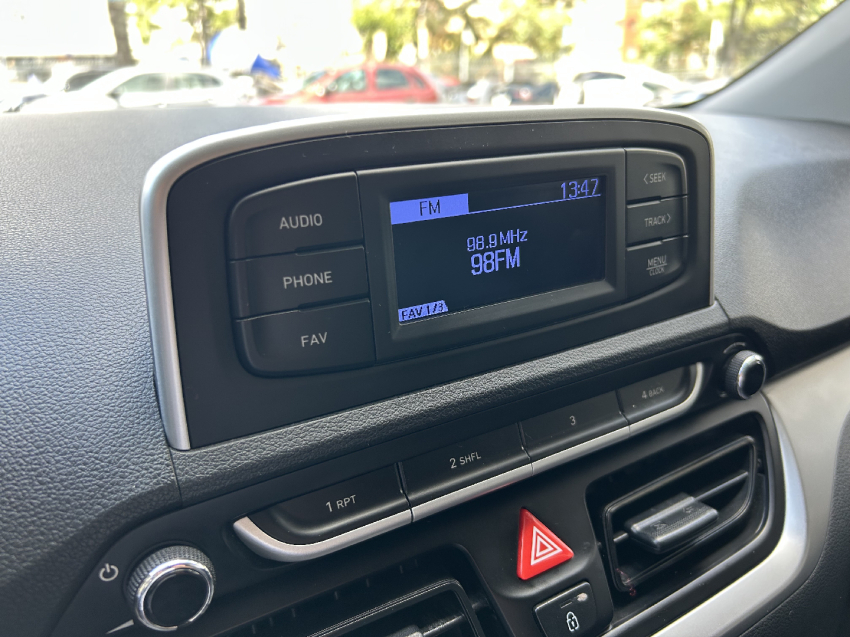 FM
13:47
98.9 MHz
98FM
FAV 1/3
AUDIO
PHONE
FAV
< SEEK
TRACK >
MENU
CLOCK
1 RPT
2 SHFL
3
4 BACK